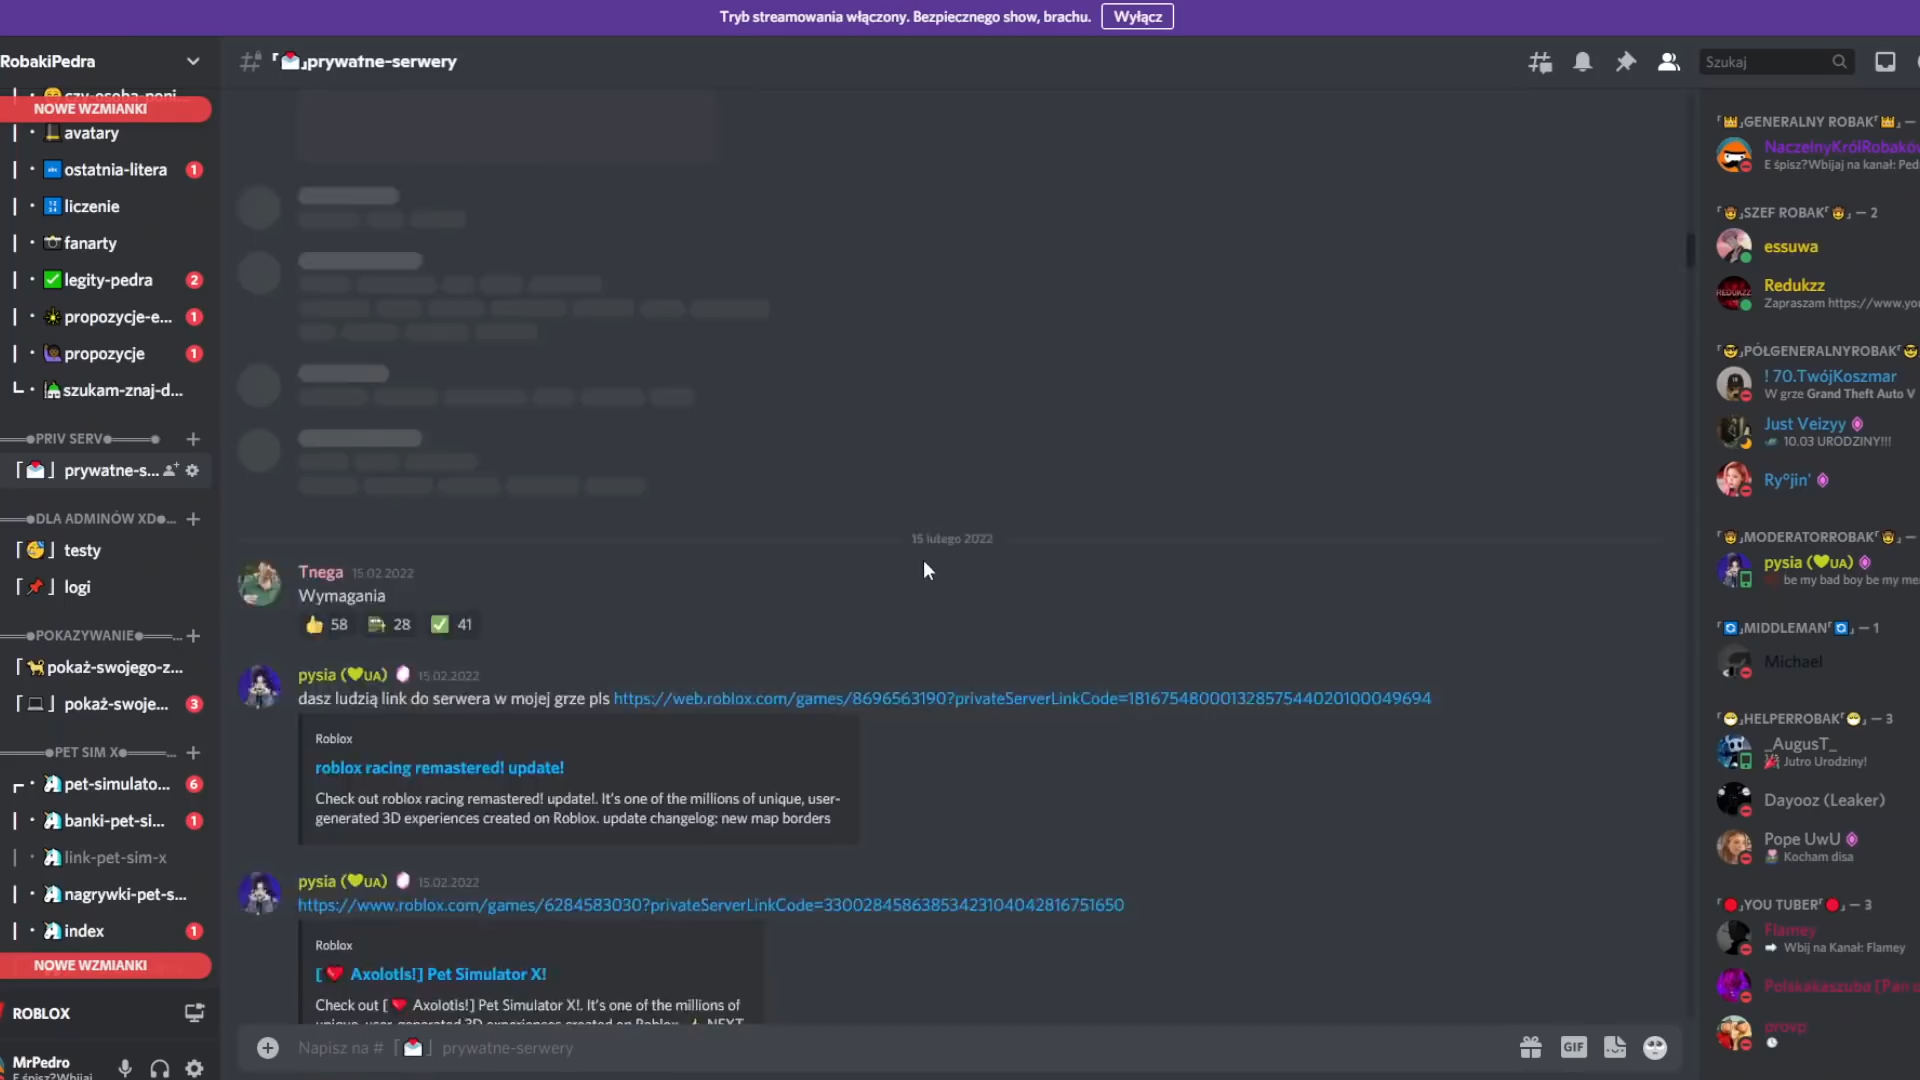 Tryb streamowania włączony. Bezpiecznego show, brachu. Wyłącz
RobakiPedra
NOWE WZMIANKI
avatary
ostatnia-litera 1
liczenie
fanarty
legity-pedra 2
propozycje-e... 1
propozycje 1
szukam-znaj-d...
PRIV SERV
prywatne-s...
DLA ADMINÓW XD
testy
logi
POKAZYWANIE
pokaż-swojego-z...
pokaż-swoje... 3
PET SIM X
pet-simulato... 6
banki-pet-si... 1
link-pet-sim-x
nagrywki-pet-s...
index 1
NOWE WZMIANKI
ROBLOX
MrPedro
E śpisz?Wbijaj
prywatne-serwery
Szukaj
15 lutego 2022
Tnega 15.02.2022
Wymagania
58 28 41
pysia (💚UA) 15.02.2022
dasz ludzią link do serwera w mojej grze pls https://web.roblox.com/games/8696563190?privateServerLinkCode=18167548000132857544020100049694
Roblox
roblox racing remastered! update!
Check out roblox racing remastered! update!. It's one of the millions of unique, user-
generated 3D experiences created on Roblox. update changelog: new map borders
pysia (💚UA) 15.02.2022
https://www.roblox.com/games/6284583030?privateServerLinkCode=33002845863853423104042816751650
Roblox
[❤️ Axolotls!] Pet Simulator X!
Check out [❤️ Axolotls!] Pet Simulator X!. It's one of the millions of
unique, user-generated 3D experiences created on Roblox. 👍 NEXT
Napisz na # 「📩」 prywatne-serwery
GIF
「👑」GENERALNY ROBAK「👑」 —
NaczelnyKrólRobaków
E śpisz?Wbijaj na kanał: Ped
「🤠」SZEF ROBAK「🤠」 — 2
essuwa
Redukzz
Zapraszam https://www.you
「😎」PÓŁGENERALNYROBAK「😎
! 70.TwójKoszmar
W grze Grand Theft Auto V
Just Veizyy
10.03 URODZINY!!!
Ry°jin'
「🤠」MODERATORROBAK「🤠」 —
pysia (💚UA)
be my bad boy be my me
「🔄」MIDDLEMAN「🔄」 — 1
Michael
「😷」HELPERROBAK「😷」 — 3
_AugusT_
Jutro Urodziny!
Dayooz (Leaker)
Pope UwU
Kocham disa
「🔴」YOU TUBER「🔴」 — 3
Flamey
Wbij na Kanał: Flamey
provp